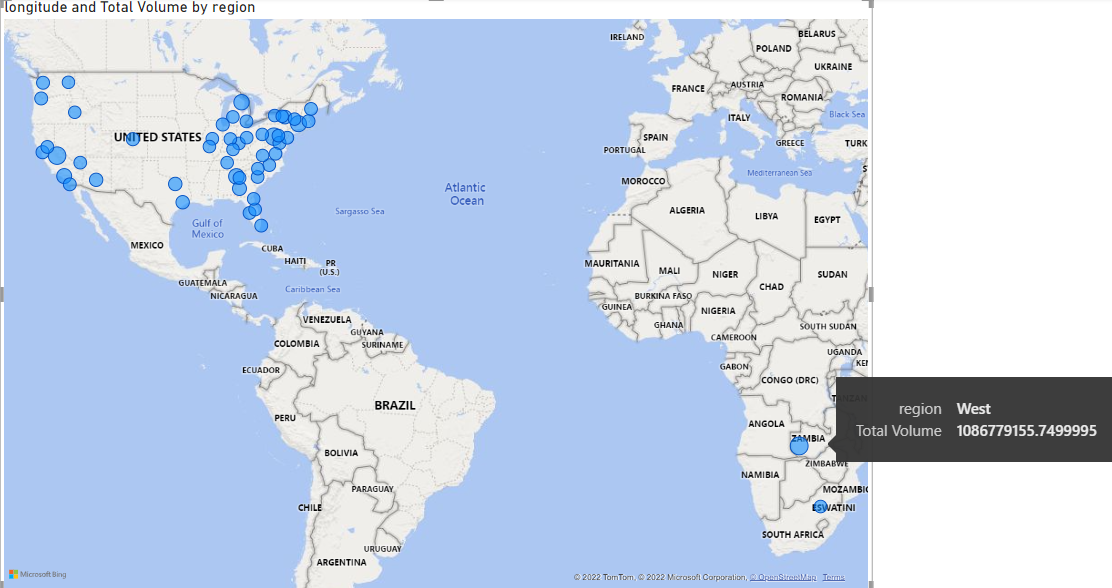 longitude and Total Volume by region
IRELAND
BELARUS
POLAND
UKRAINE
FRANCE
AUSTRIA
ROMANIA
ITALY
Black Sea
SPAIN
GREECE
TURK
PORTUGAL
Mediterranean Sea
UNITED STATES
MOROCCO
Atlantic
Ocean
Sargasso Sea
ALGERIA
LIBYA
EGYPT
Gulf of
Mexico
MEXICO
CUBA
HAITI
PR
(U.S.)
MAURITANIA
MALI
NIGER
SUDAN
CHAD
GUATEMALA
Caribbean Sea
NICARAGUA
BURKINA FASO
GUINEA
NIGERIA
VENEZUELA
GHANA
SOUTH SUDAN
GUYANA
CAMEROON
COLOMBIA
SURINAME
UGANDA
KEN
ECUADOR
GABON
CONGO (DRC)
TANZAN
BRAZIL
region West
PERU
ANGOLA
Total Volume 1086779155.7499995
ZAMBIA
BOLIVIA
ZIMBABWE
NAMIBIA
PARAGUAY
MOZAMBIQ
CHILE
ESWATINI
SOUTH AFRICA
URUGUAY
ARGENTINA
Microsoft Bing
© 2022 TomTom, © 2022 Microsoft Corporation, © OpenStreetMap Terms